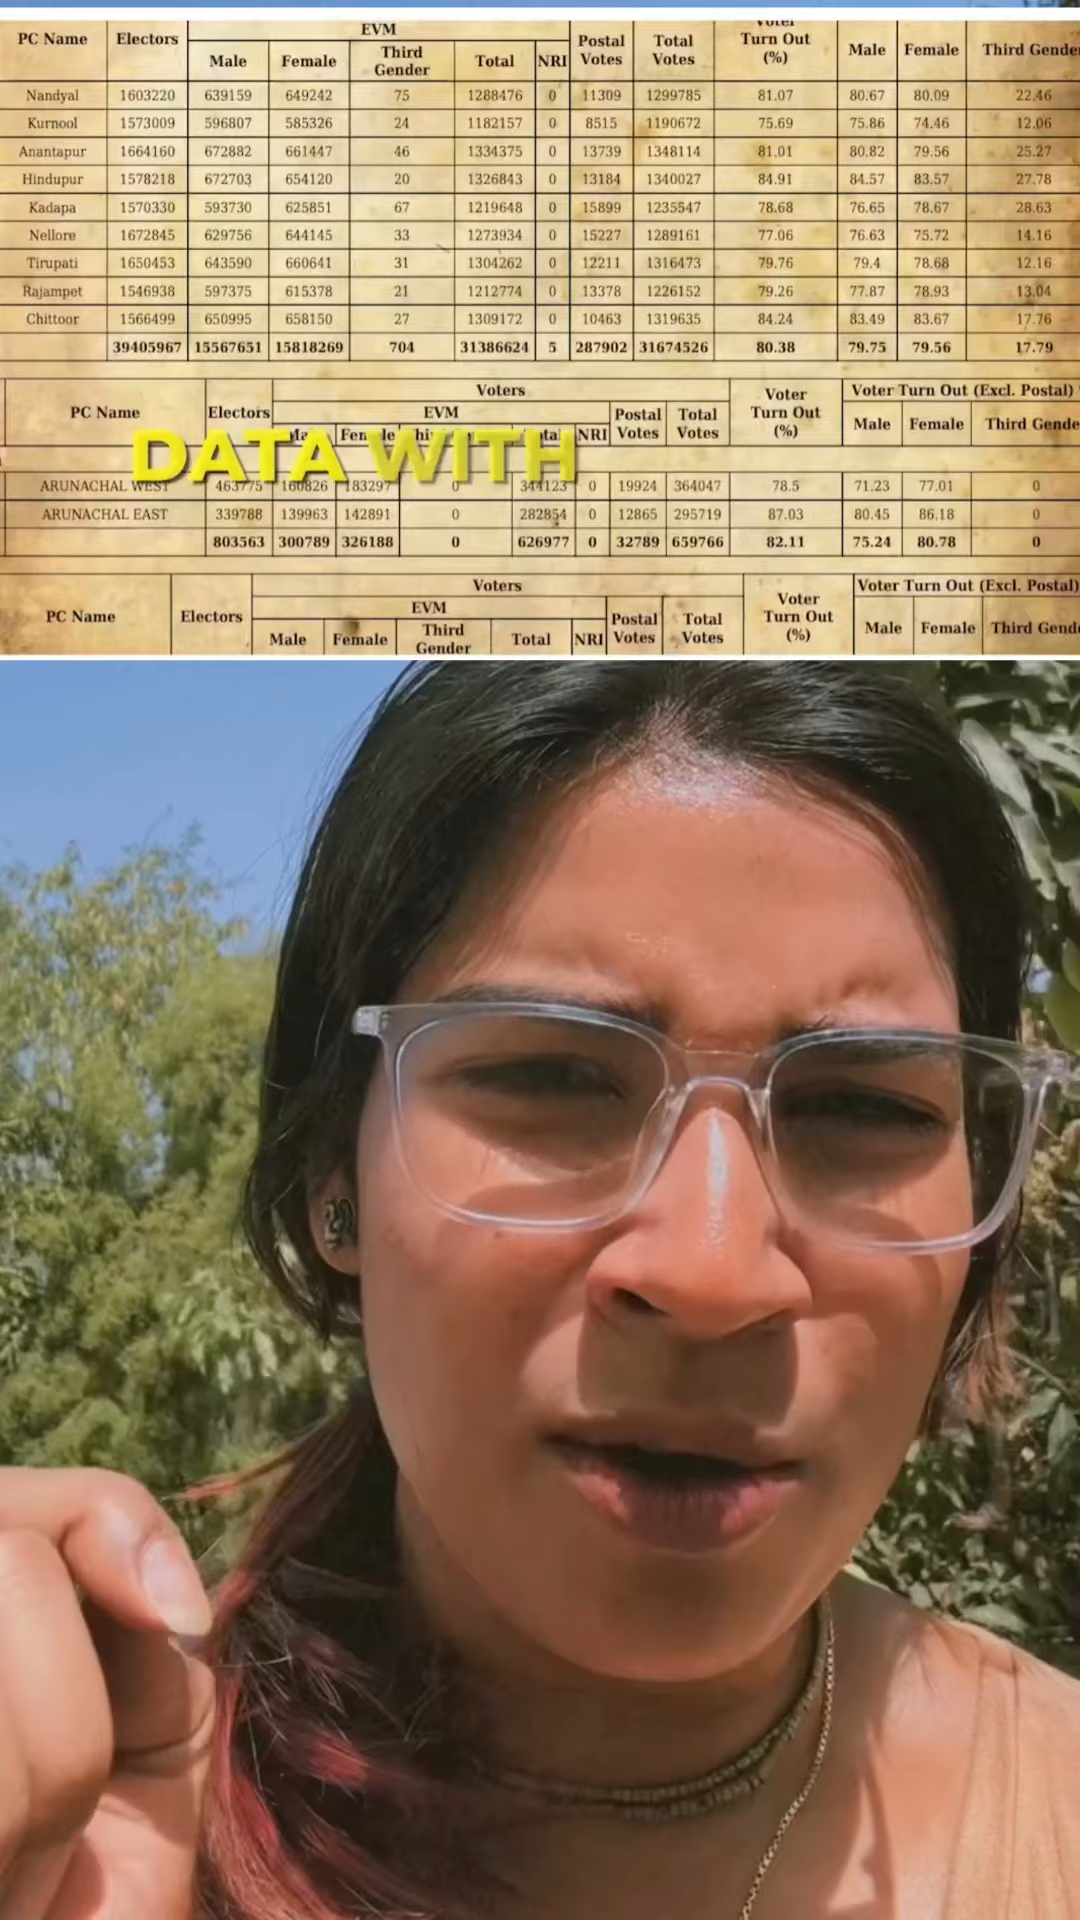 PC Name Electors EVM Postal Votes Total Votes Voter Turn Out (%) Male Female Third Gender
Male Female Third Gender Total NRI
Nandyal 1603220 639159 649242 75 1288476 0 11309 1299785 81.07 80.67 80.09 22.46
Kurnool 1573009 596807 585326 24 1182157 0 8515 1190672 75.69 75.86 74.46 12.06
Anantapur 1664160 672882 661447 46 1334375 0 13739 1348114 81.01 80.82 79.56 25.27
Hindupur 1578218 672703 654120 20 1326843 0 13184 1340027 84.91 84.57 83.57 27.78
Kadapa 1570330 593730 625851 67 1219648 0 15899 1235547 78.68 76.65 78.67 28.63
Nellore 1672845 629756 644145 33 1273934 0 15227 1289161 77.06 76.63 75.72 14.16
Tirupati 1650453 643590 660641 31 1304262 0 12211 1316473 79.76 79.4 78.68 12.16
Rajampet 1546938 597375 615378 21 1212774 0 13378 1226152 79.26 77.87 78.93 13.04
Chittoor 1566499 650995 658150 27 1309172 0 10463 1319635 84.24 83.49 83.67 17.76
39405967 15567651 15818269 704 31386624 5 287902 31674526 80.38 79.75 79.56 17.79
Voters Voter Turn Out (%) Voter Turn Out (Excl. Postal)
PC Name Electors EVM Postal Votes Total Votes Male Female Third Gende
NRI
DATA WITH
ARUNACHAL WEST 463775 160826 183297 0 344123 0 19924 364047 78.5 71.23 77.01 0
ARUNACHAL EAST 339788 139963 142891 0 282854 0 12865 295719 87.03 80.45 86.18 0
803563 300789 326188 0 626977 0 32789 659766 82.11 75.24 80.78 0
Voters Voter Turn Out (%) Voter Turn Out (Excl. Postal)
PC Name Electors EVM Postal Votes Total Votes Male Female Third Gende
Male Female Third Gender Total NRI